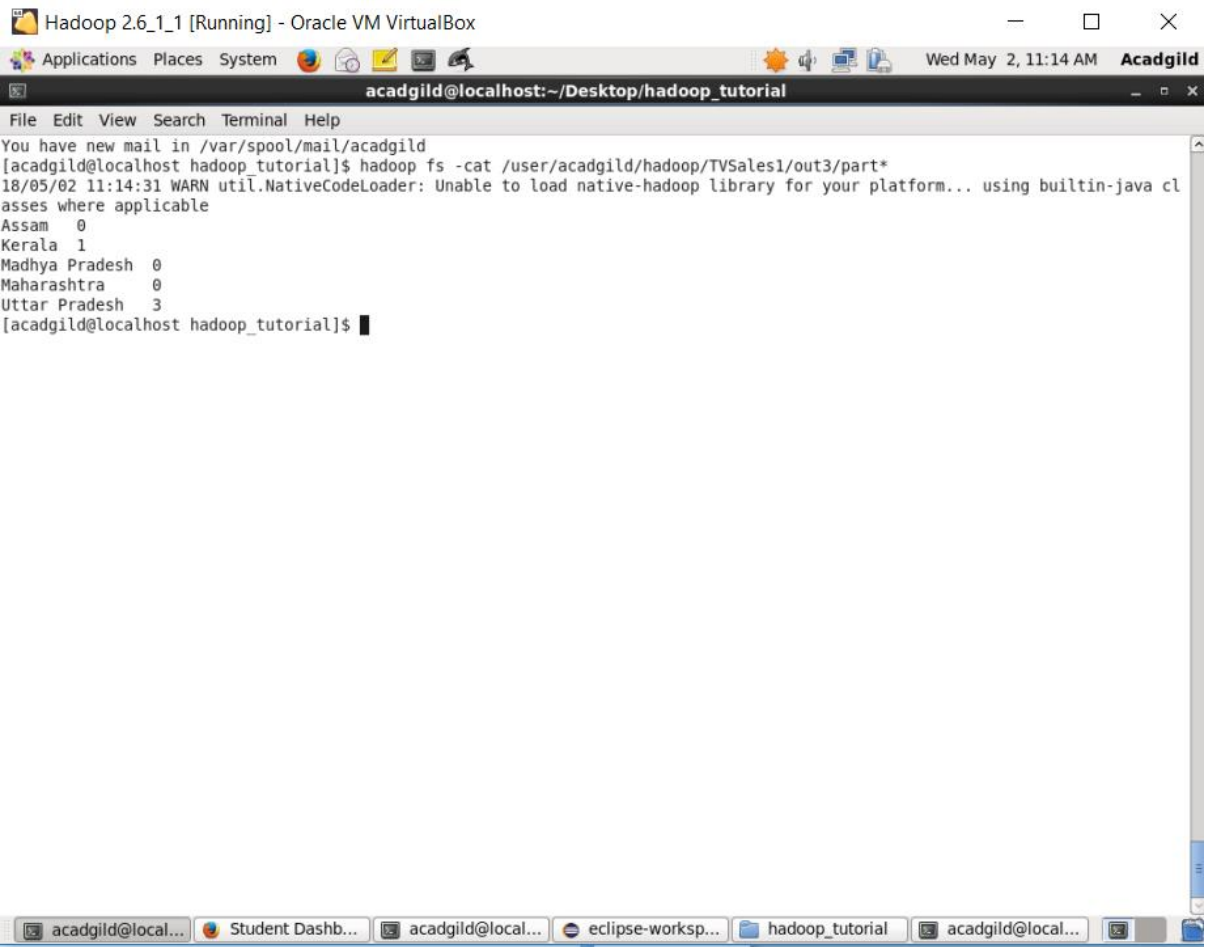 Hadoop 2.6_1_1 [Running] - Oracle VM VirtualBox
Applications Places System Wed May 2, 11:14 AM Acadgild
acadgild@localhost:~/Desktop/hadoop_tutorial
File Edit View Search Terminal Help
You have new mail in /var/spool/mail/acadgild
[acadgild@localhost hadoop_tutorial]$ hadoop fs -cat /user/acadgild/hadoop/TVSales1/out3/part*
18/05/02 11:14:31 WARN util.NativeCodeLoader: Unable to load native-hadoop library for your platform... using builtin-java cl
asses where applicable
Assam 0
Kerala 1
Madhya Pradesh 0
Maharashtra 0
Uttar Pradesh 3
[acadgild@localhost hadoop_tutorial]$
acadgild@local... Student Dashb... acadgild@local... eclipse-worksp... hadoop_tutorial acadgild@local...